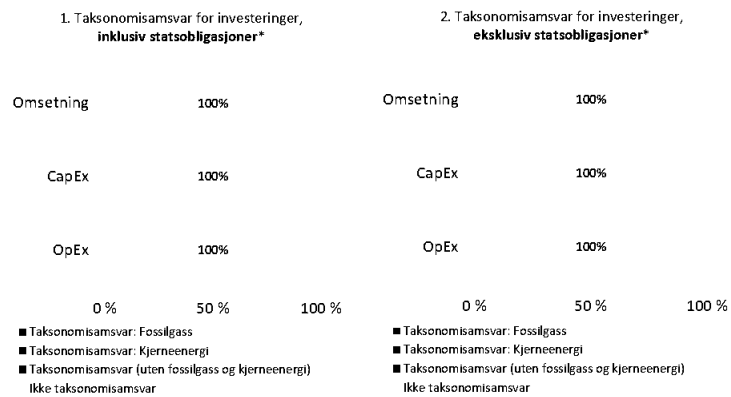 1. Taksonomisamsvar for investeringer,
inklusiv statsobligasjoner*
Omsetning 100%
CapEx 100%
OpEx 100%
0 % 50 % 100 %
■ Taksonomisamsvar: Fossilgass
■ Taksonomisamsvar: Kjerneenergi
■ Taksonomisamsvar (uten fossilgass og kjerneenergi)
Ikke taksonomisamsvar
2. Taksonomisamsvar for investeringer,
eksklusiv statsobligasjoner*
Omsetning 100%
CapEx 100%
OpEx 100%
0 % 50 % 100 %
■ Taksonomisamsvar: Fossilgass
■ Taksonomisamsvar: Kjerneenergi
■ Taksonomisamsvar (uten fossilgass og kjerneenergi)
Ikke taksonomisamsvar